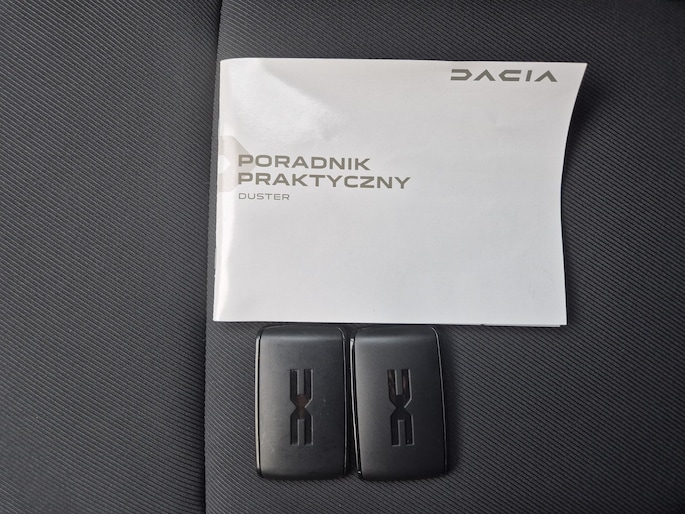 DACIA
PORADNIK
PRAKTYCZNY
DUSTER